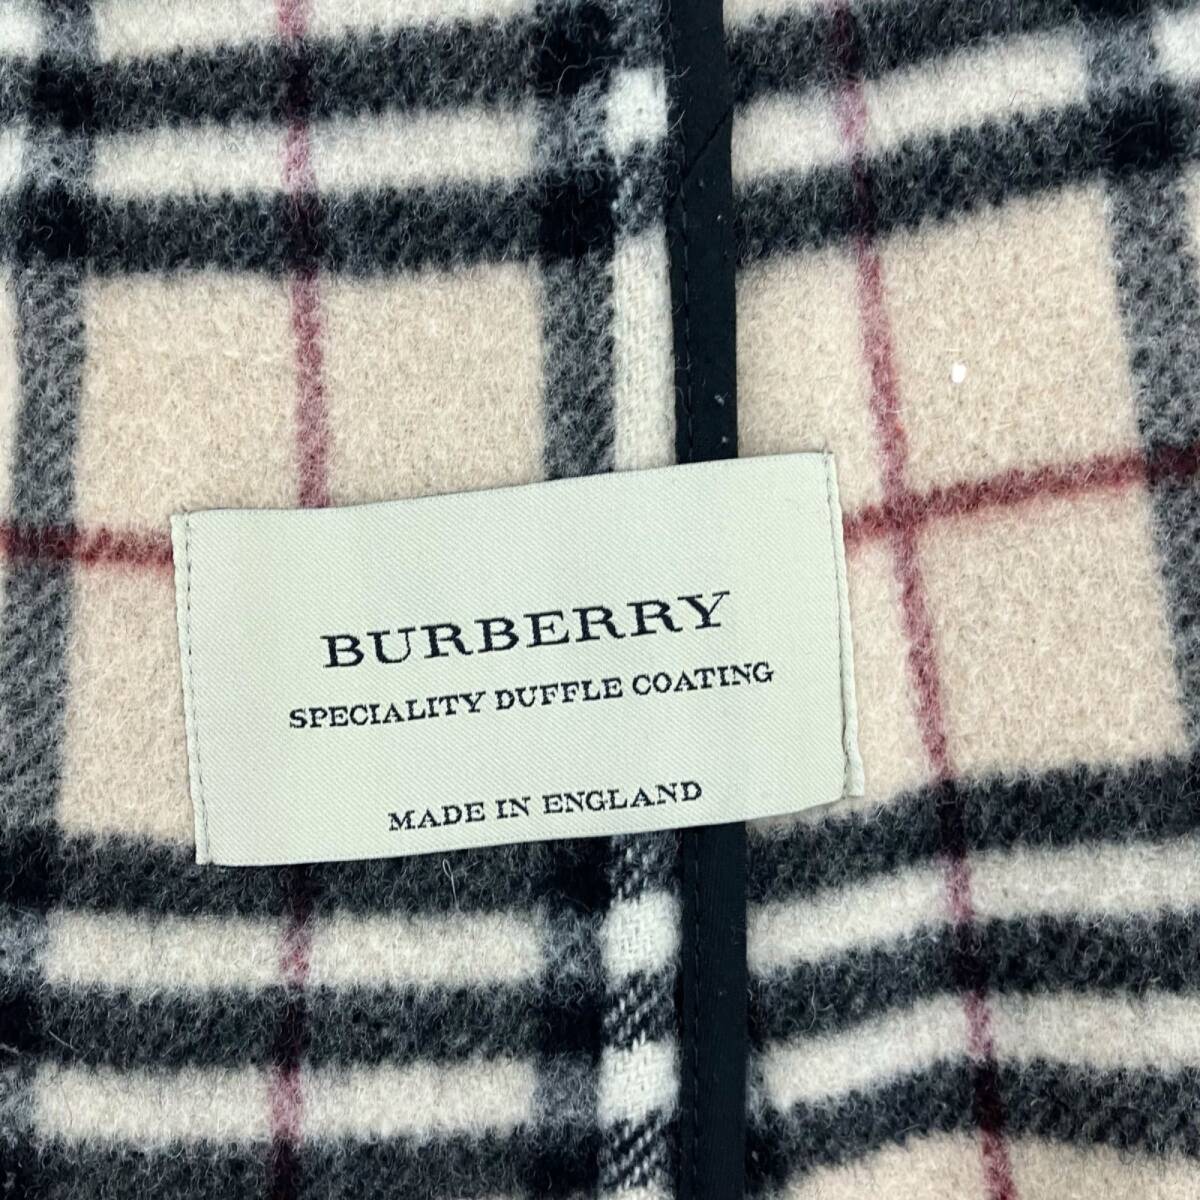 BURBERRY
SPECIALITY DUFFLE COATING
MADE IN ENGLAND